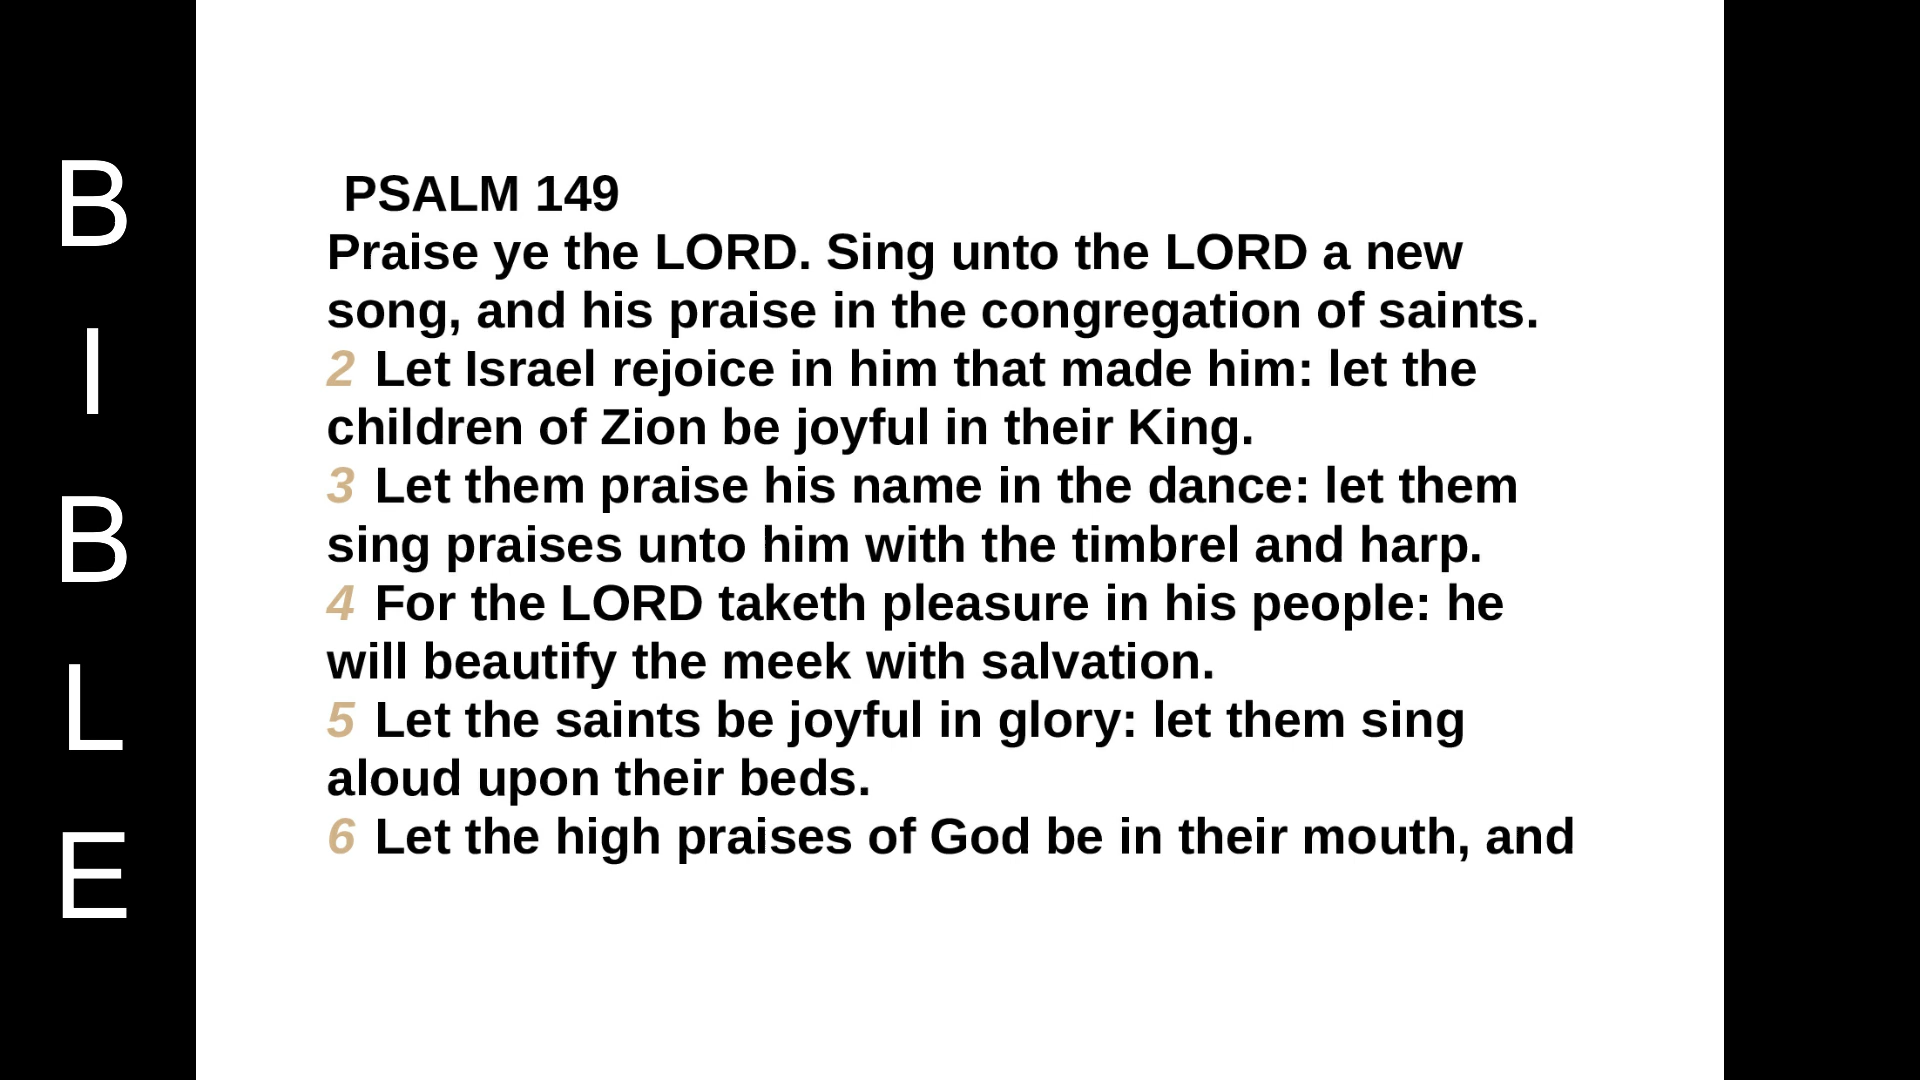 B
I
B
L
E
PSALM 149
Praise ye the LORD. Sing unto the LORD a new
song, and his praise in the congregation of saints.
2 Let Israel rejoice in him that made him: let the
children of Zion be joyful in their King.
3 Let them praise his name in the dance: let them
sing praises unto him with the timbrel and harp.
4 For the LORD taketh pleasure in his people: he
will beautify the meek with salvation.
5 Let the saints be joyful in glory: let them sing
aloud upon their beds.
6 Let the high praises of God be in their mouth, and